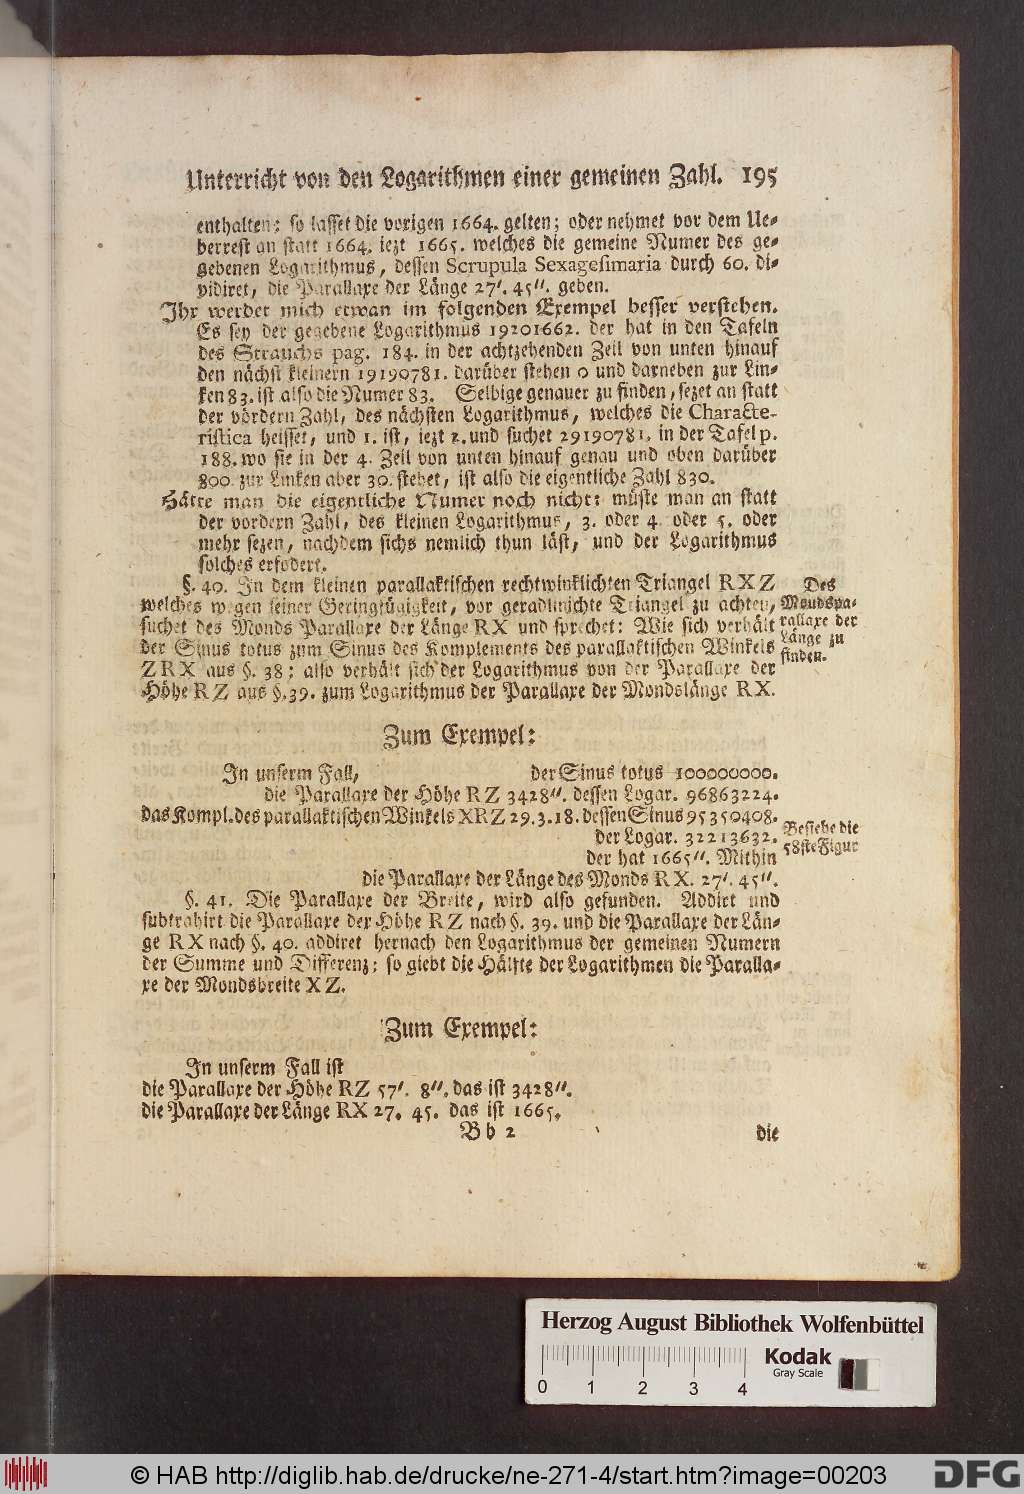 Unterricht von den Logarithmen einer gemeinen Zahl. 195
enthalten; so lasset die vorigen 1664. gelten; oder nehmet vor dem Ue-
berrest an statt 1664. jezt 1665. welches die gemeine Numer des ge-
gebenen Logarithmus, dessen Scrupula Sexagesimaria durch 60. di-
vidiret, die Parallaxe der Länge 27′. 45″. geben.
Ihr werdet mich etwan im folgenden Exempel besser verstehen.
Es sey der gegebene Logarithmus 19201662. der hat in den Tafeln
des Strauchs pag. 184. in der achtzehenden Zeil von unten hinauf
den nächst kleinern 19190781. darüber stehen 0 und darneben zur Lin-
ken 83. ist also die Numer 83. Selbige genauer zu finden, sezet an statt
der vördern Zahl, des nächsten Logarithmus, welches die Characte-
ristica heisset, und 1. ist, jezt 2. und suchet 29190781. in der Tafel p.
188. wo sie in der 4. Zeil von unten hinauf genau und oben darüber
800. zur Linken aber 30. stehet, ist also die eigentliche Zahl 830.
Hätte man die eigentliche Numer noch nicht: müste man an statt
der vordern Zahl, des kleinen Logarithmus, 3. oder 4. oder 5. oder
mehr sezen, nachdem sichs nemlich thun läst, und der Logarithmus
solches erfodert.
§. 40. In dem kleinen parallaktischen rechtwinklichten Triangel RXZ
welches wegen seiner Geringfügigkeit, vor geradlinichte Triangel zu achten,
suchet des Monds Parallaxe der Länge RX und sprechet: Wie sich verhält
der Sinus totus zum Sinus des Komplements des parallaktischen Winkels
ZRX aus §. 38; also verhält sich der Logarithmus von der Parallaxe der
Höhe RZ aus §. 39. zum Logarithmus der Parallaxe der Mondslänge RX.
Des
Mondspa-
rallaxe der
Länge zu
finden.
Zum Exempel:
In unserm Fall, der Sinus totus 100000000.
die Parallaxe der Höhe RZ 3428″. dessen Logar. 96863224.
das Kompl. des parallaktischen Winkels XRZ 29.3.18. dessen Sinus 95350408.
der Logar. 32213632.
der hat 1665″. Mithin
die Parallaxe der Länge des Monds RX. 27′. 45″.
Besiehe die
58ste Figur
§. 41. Die Parallaxe der Breite, wird also gefunden. Addirt und
subtrahirt die Parallaxe der Höhe RZ nach §. 39. und die Parallaxe der Län-
ge RX nach §. 40. addiret hernach den Logarithmus der gemeinen Numern
der Summe und Differenz; so giebt die Hälfte der Logarithmen die Paralla-
xe der Mondsbreite XZ.
Zum Exempel:
In unserm Fall ist
die Parallaxe der Höhe RZ 57′. 8″. das ist 3428″.
die Parallaxe der Länge RX 27. 45. das ist 1665.
Bb 2 die
Herzog August Bibliothek Wolfenbüttel
Kodak
Gray Scale
0 1 2 3 4
© HAB http://diglib.hab.de/drucke/ne-271-4/start.htm?image=00203
DFG